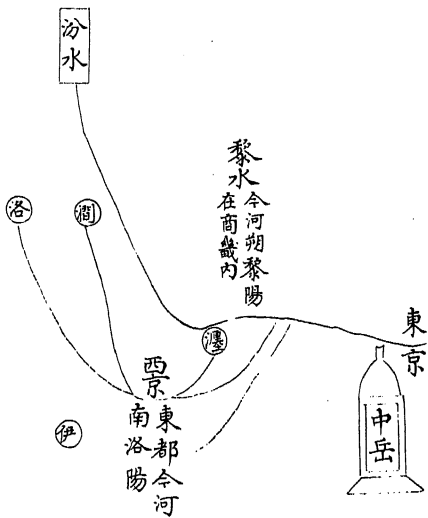 汾水
洛
澗
黎水
今河朔黎陽
在商畿内
瀍
東京
西京
東都今河
南洛陽
伊
中岳